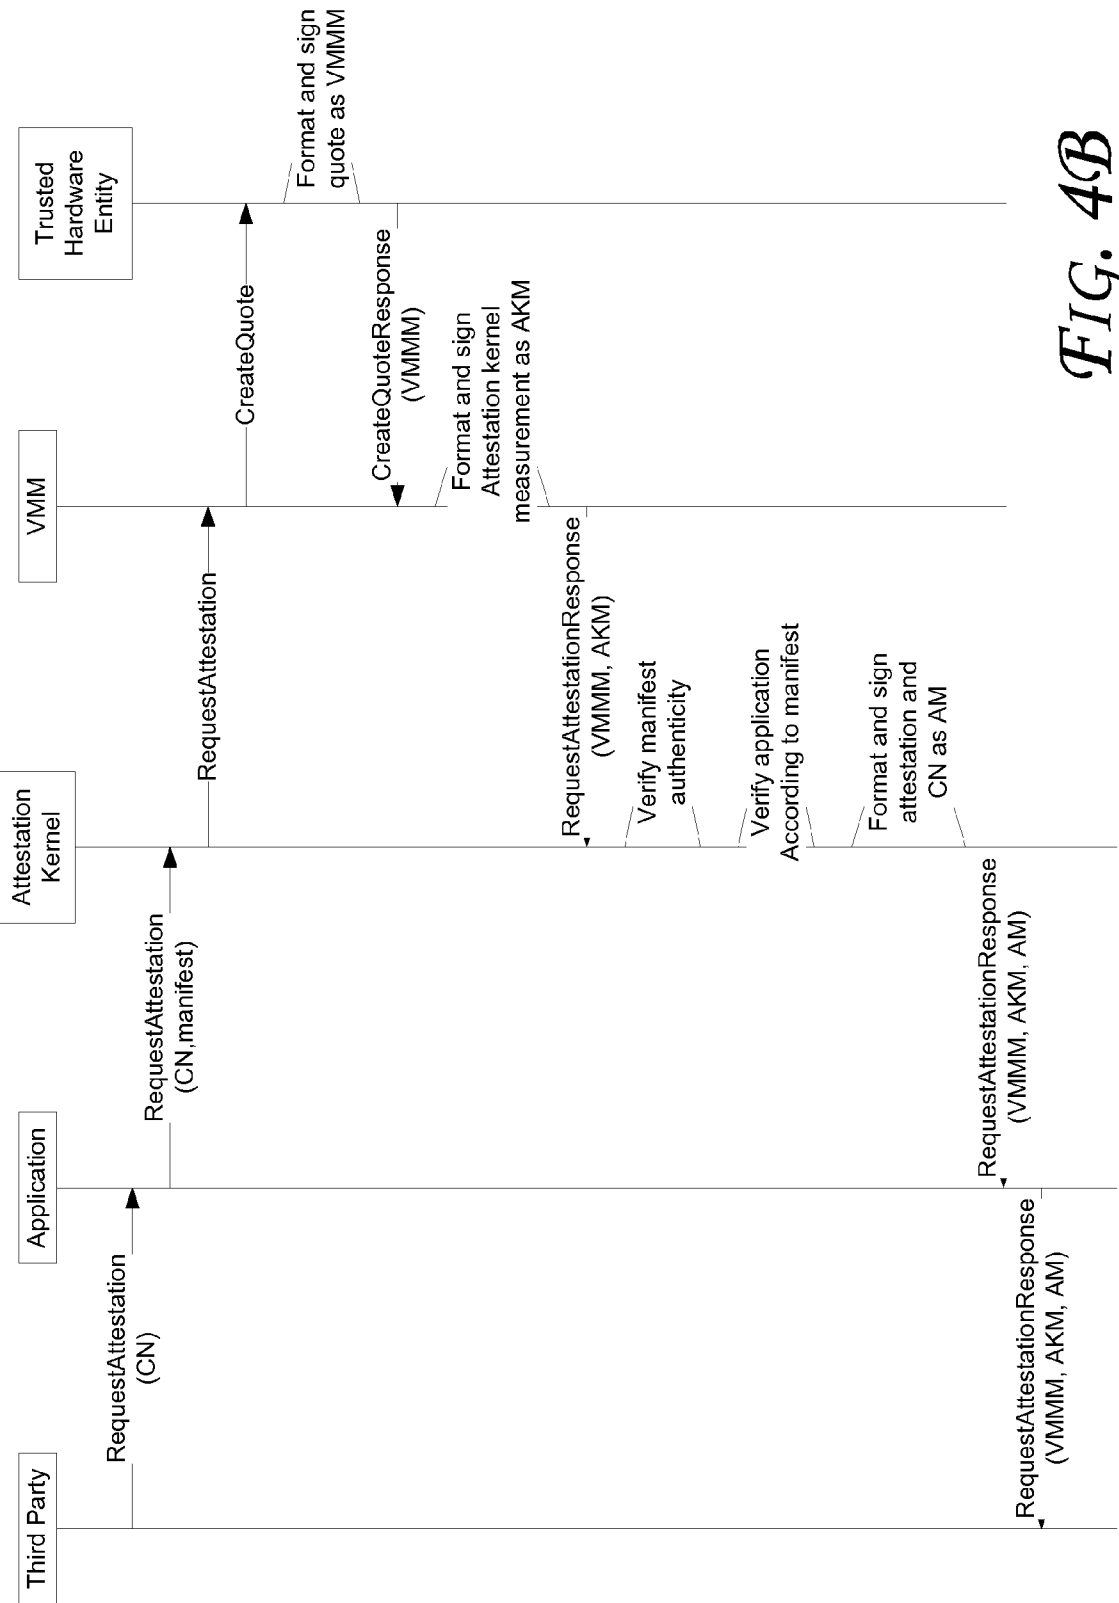 Third Party
Application
Attestation
Kernel
VMM
Trusted
Hardware
Entity
RequestAttestation
(CN)
RequestAttestation
(CN,manifest)
RequestAttestation
CreateQuote
Format and sign
quote as VMMM
CreateQuoteResponse
(VMMM)
Format and sign
Attestation kernel
measurement as AKM
RequestAttestationResponse
(VMMM, AKM)
Verify manifest
authenticity
Verify application
According to manifest
Format and sign
attestation and
CN as AM
RequestAttestationResponse
(VMMM, AKM, AM)
RequestAttestationResponse
(VMMM, AKM, AM)
FIG. 4B